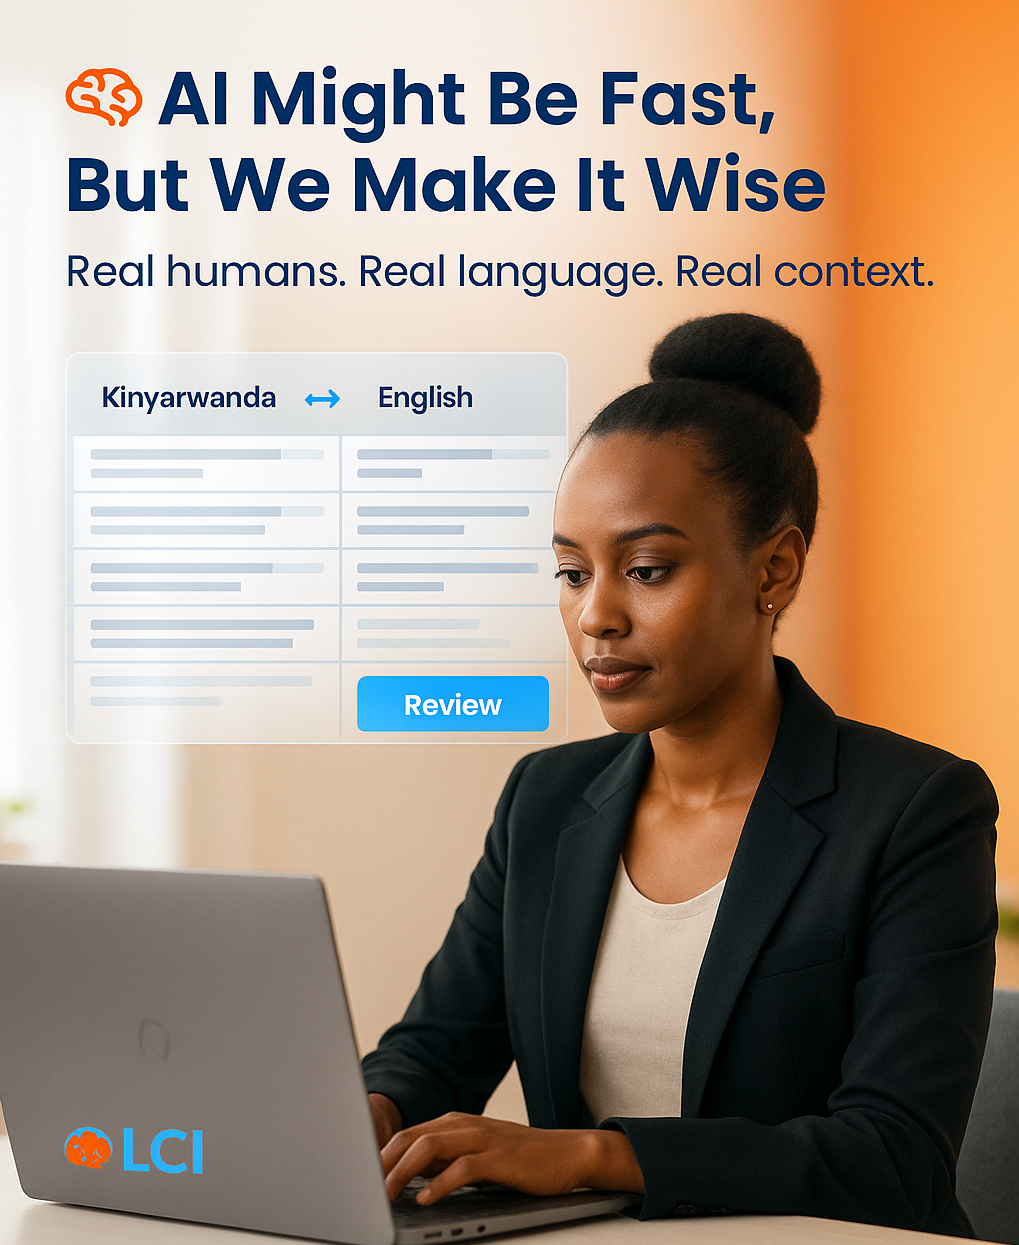 AI Might Be Fast,
But We Make It Wise
Real humans. Real language. Real context.
Kinyarwanda ↔ English
Review
LCI